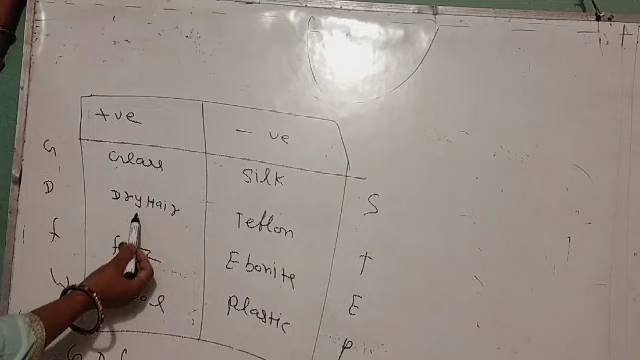 +ve - ve
G Glass Silk S
D Dry Hair Teflon T
f Ebonite E
Plastic P